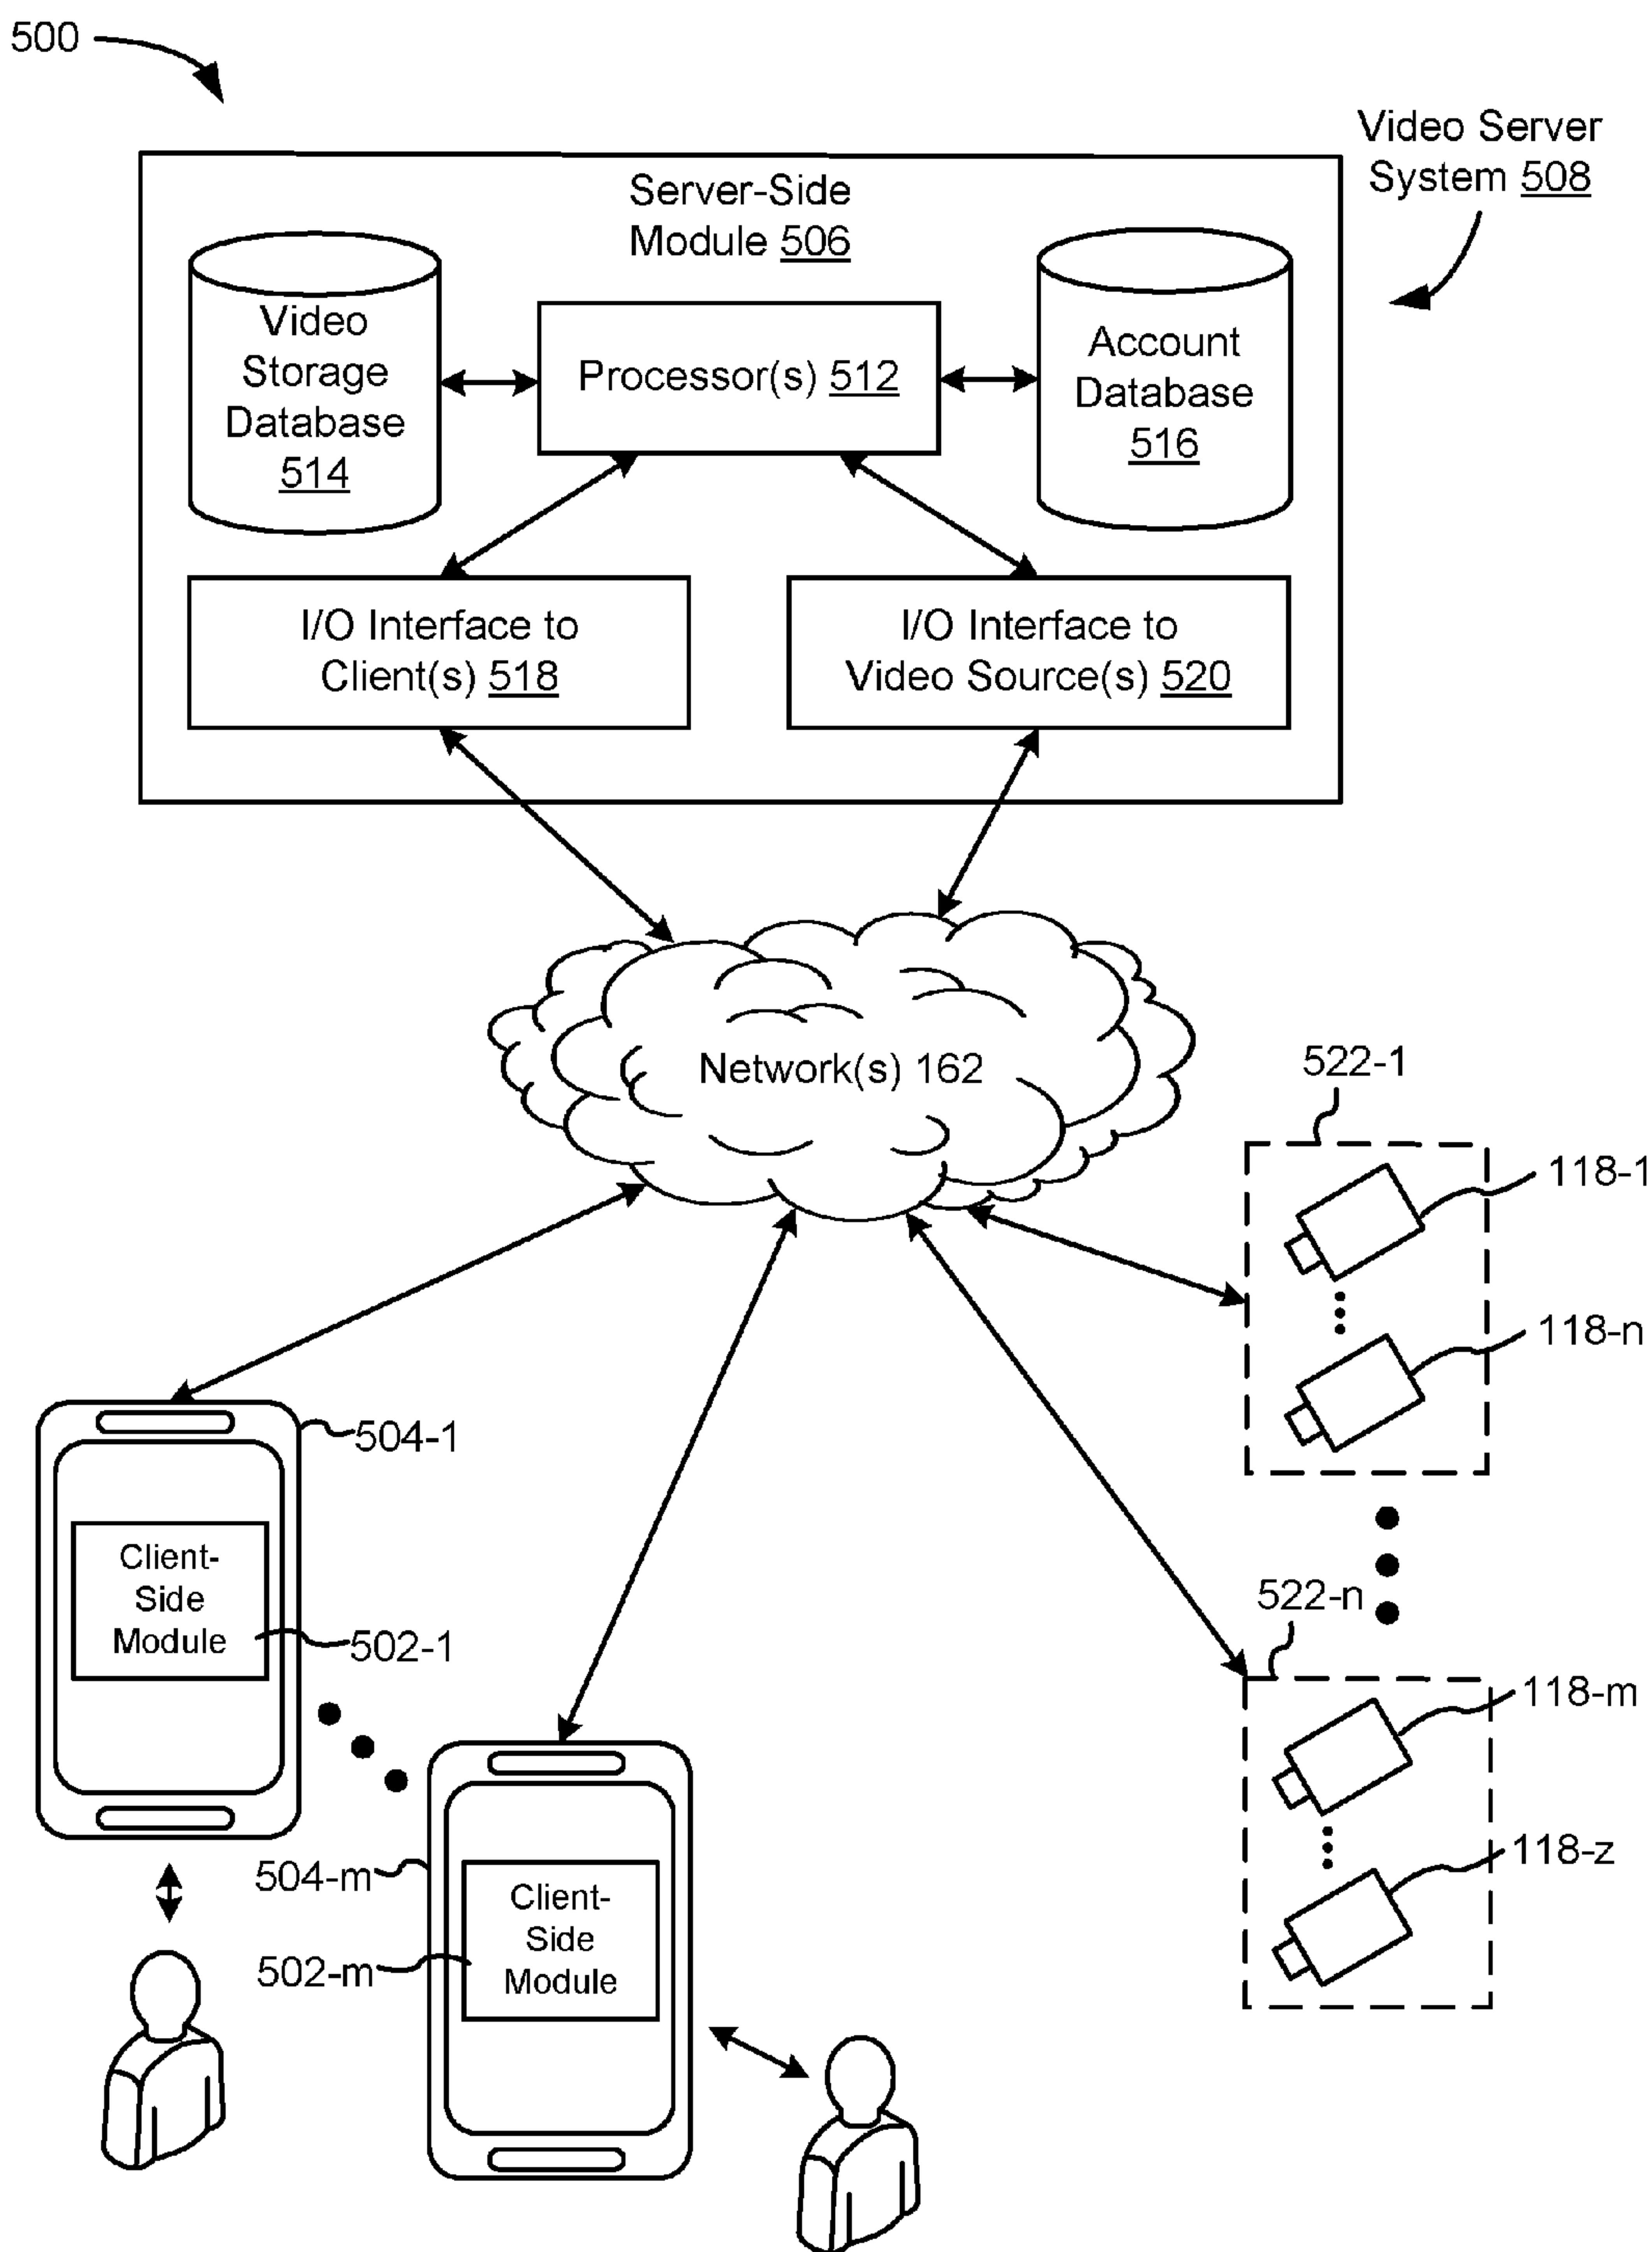 500
Video Server
System 508
Server-Side
Module 506
Video
Storage
Database
514
Processor(s) 512
Account
Database
516
I/O Interface to
Client(s) 518
I/O Interface to
Video Source(s) 520
Network(s) 162
522-1
118-1
118-n
504-1
Client-
Side
Module
502-1
522-n
118-m
118-z
504-m
Client-
Side
Module
502-m